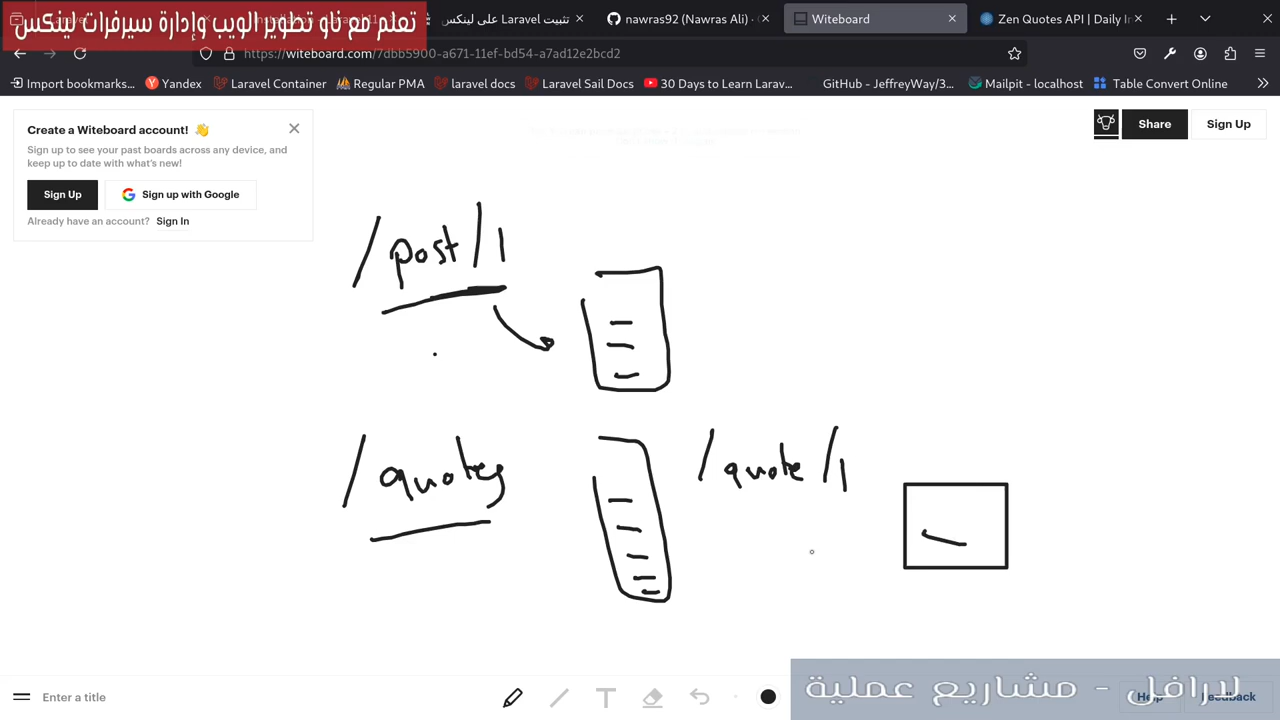 تعلم مع ناو تطوير الويب وإدارة سيرفرات لينكس
تثبيت Laravel على لينكس
nawras92 (Nawras Ali)
Witeboard
Zen Quotes API | Daily In
https://witeboard.com/7dbb5900-a671-11ef-bd54-a7ad12e2bcd2
Import bookmarks...
Yandex
Laravel Container
Regular PMA
laravel docs
Laravel Sail Docs
30 Days to Learn Larav...
GitHub - JeffreyWay/3...
Mailpit - localhost
Table Convert Online
Create a Witeboard account! 👋
Sign up to see your past boards across any device, and
keep up to date with what's new!
Sign Up
Sign up with Google
Already have an account? Sign In
Share
Sign Up
/post/1
/quotes
/quote/1
Enter a title
T
Help
Feedback
لارافل - مشاريع عملية